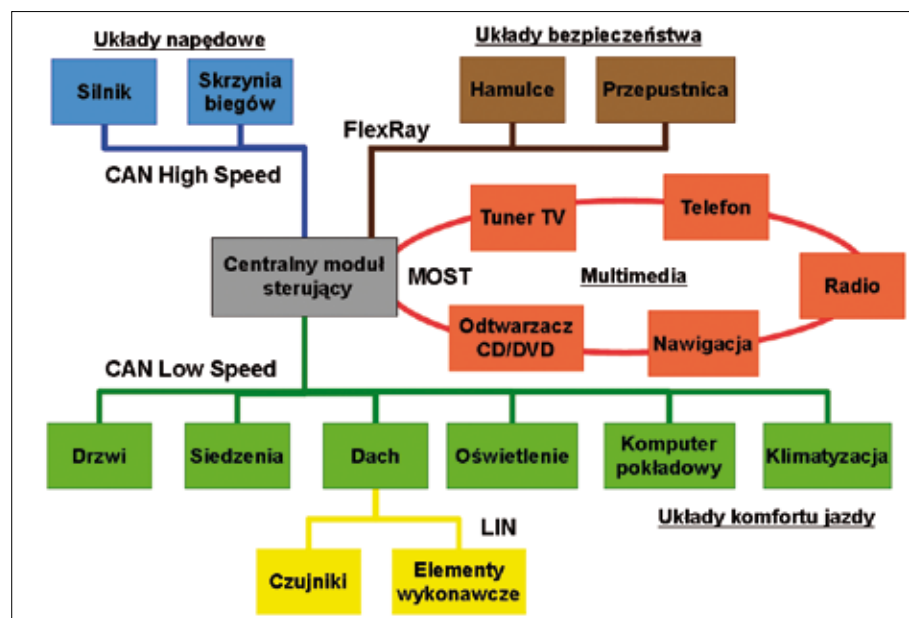 Układy napędowe
Układy bezpieczeństwa
Silnik
Skrzynia
biegów
Hamulce
Przepustnica
FlexRay
CAN High Speed
Tuner TV
Telefon
Centralny moduł
sterujący
MOST
Multimedia
Radio
Odtwarzacz
CD/DVD
Nawigacja
CAN Low Speed
Drzwi
Siedzenia
Dach
Oświetlenie
Komputer
pokładowy
Klimatyzacja
Układy komfortu jazdy
LIN
Czujniki
Elementy
wykonawcze